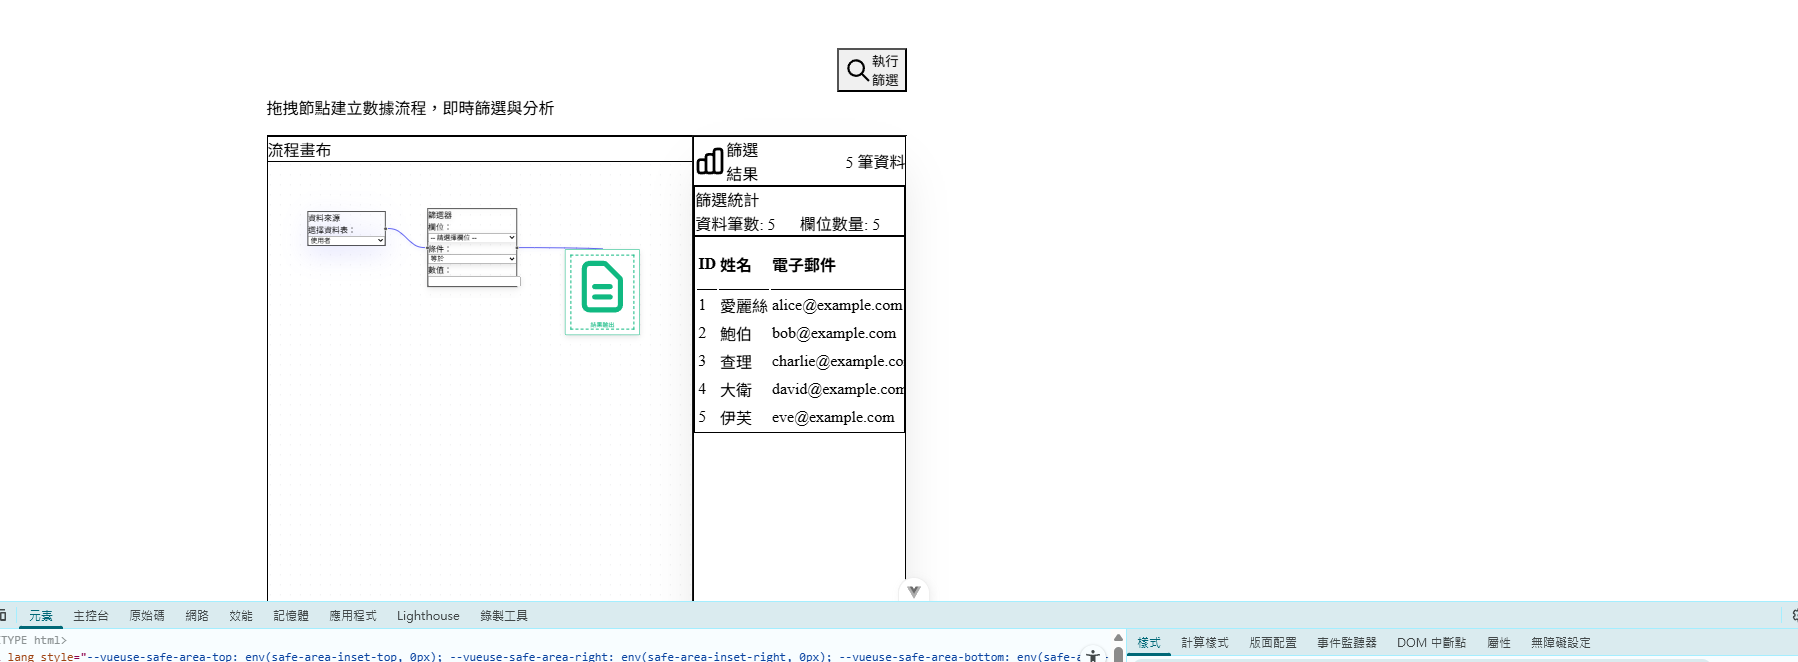 執行
篩選
拖拽節點建立數據流程，即時篩選與分析
流程畫布
資料來源
選擇資料表：
使用者
篩選器
欄位：
-- 請選擇欄位 --
條件：
等於
數值：
結果輸出
篩選
結果
5 筆資料
篩選統計
資料筆數: 5 欄位數量: 5
ID 姓名 電子郵件
1 愛麗絲 alice@example.com
2 鮑伯 bob@example.com
3 查理 charlie@example.co
4 大衛 david@example.com
5 伊芙 eve@example.com
元素 主控台 原始碼 網路 效能 記憶體 應用程式 Lighthouse 錄製工具
TYPE html>
lang style="--vueuse-safe-area-top: env(safe-area-inset-top, 0px); --vueuse-safe-area-right: env(safe-area-inset-right, 0px); --vueuse-safe-area-bottom: env(safe-a
樣式 計算樣式 版面配置 事件監聽器 DOM 中斷點 屬性 無障礙設定